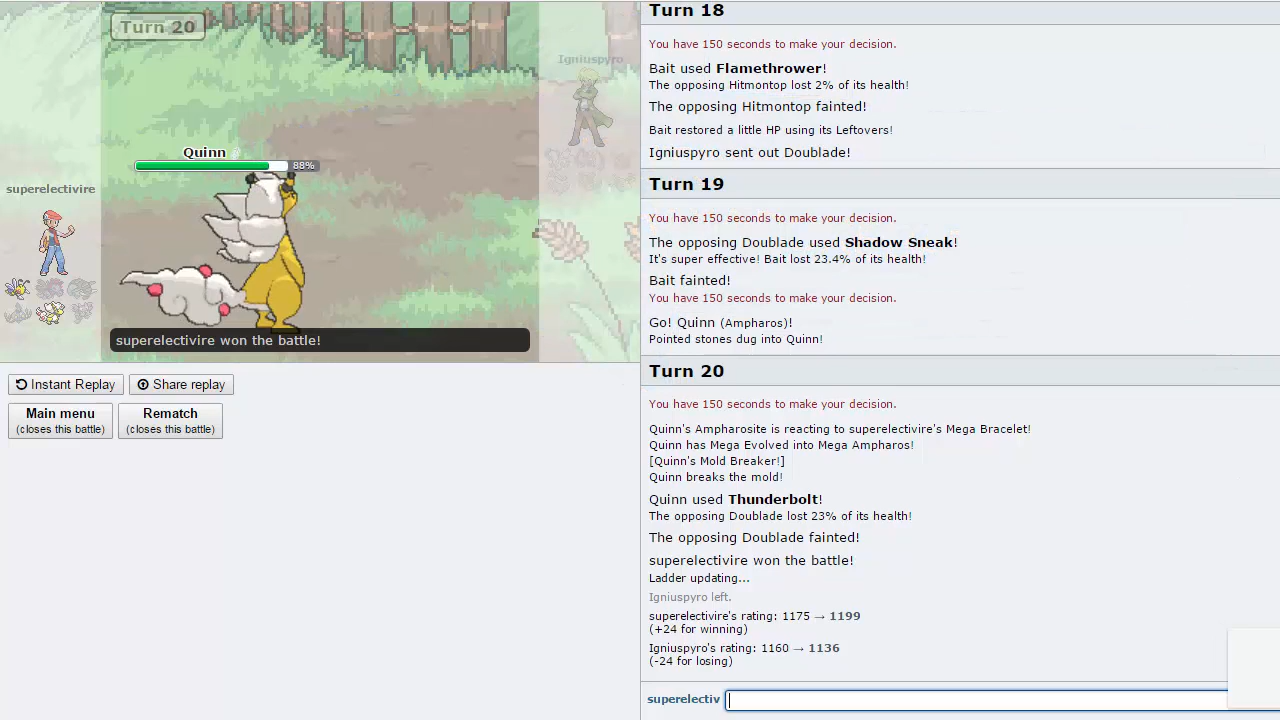 Turn 20
Igniuspyro
Quinn
88%
superelectivire
superelectivire won the battle!
Instant Replay
Share replay
Main menu
(closes this battle)
Rematch
(closes this battle)
Turn 18
You have 150 seconds to make your decision.
Bait used Flamethrower!
The opposing Hitmontop lost 2% of its health!
The opposing Hitmontop fainted!
Bait restored a little HP using its Leftovers!
Igniuspyro sent out Doublade!
Turn 19
You have 150 seconds to make your decision.
The opposing Doublade used Shadow Sneak!
It's super effective! Bait lost 23.4% of its health!
Bait fainted!
You have 150 seconds to make your decision.
Go! Quinn (Ampharos)!
Pointed stones dug into Quinn!
Turn 20
You have 150 seconds to make your decision.
Quinn's Ampharosite is reacting to superelectivire's Mega Bracelet!
Quinn has Mega Evolved into Mega Ampharos!
[Quinn's Mold Breaker!]
Quinn breaks the mold!
Quinn used Thunderbolt!
The opposing Doublade lost 23% of its health!
The opposing Doublade fainted!
superelectivire won the battle!
Ladder updating...
Igniuspyro left.
superelectivire's rating: 1175 → 1199
(+24 for winning)
Igniuspyro's rating: 1160 → 1136
(-24 for losing)
superelectiv